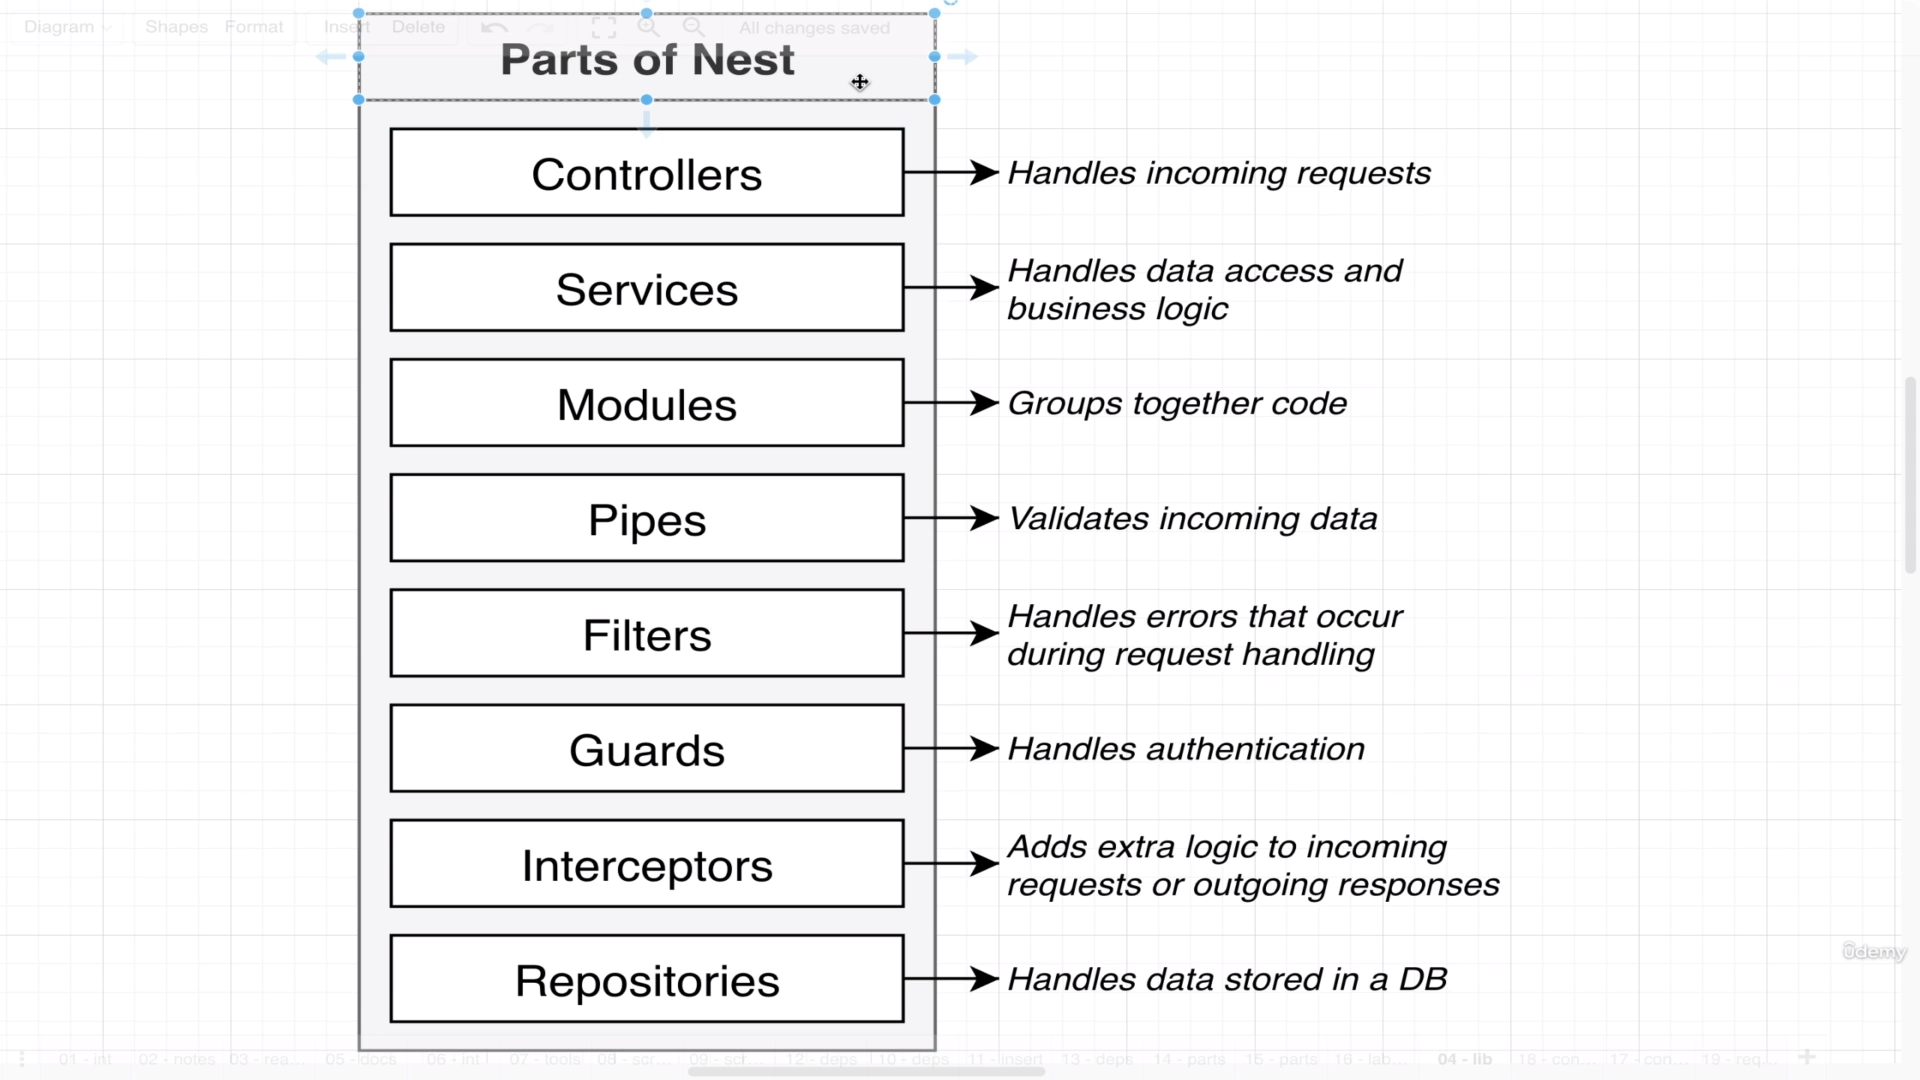 Diagram
Shapes
Format
Insert
Delete
All changes saved
Parts of Nest
Controllers
Handles incoming requests
Services
Handles data access and
business logic
Modules
Groups together code
Pipes
Validates incoming data
Filters
Handles errors that occur
during request handling
Guards
Handles authentication
Interceptors
Adds extra logic to incoming
requests or outgoing responses
Repositories
Handles data stored in a DB
ûdemy
01 - int
02 - notes
03 - rea...
05 - docs
06 - int
07 - tools
08 - scr...
09 - scr...
12 - deps
10 - deps
11 - insert
13 - deps
14 - parts
15 - parts
16 - lab...
04 - lib
18 - con...
17 - con...
19 - req...